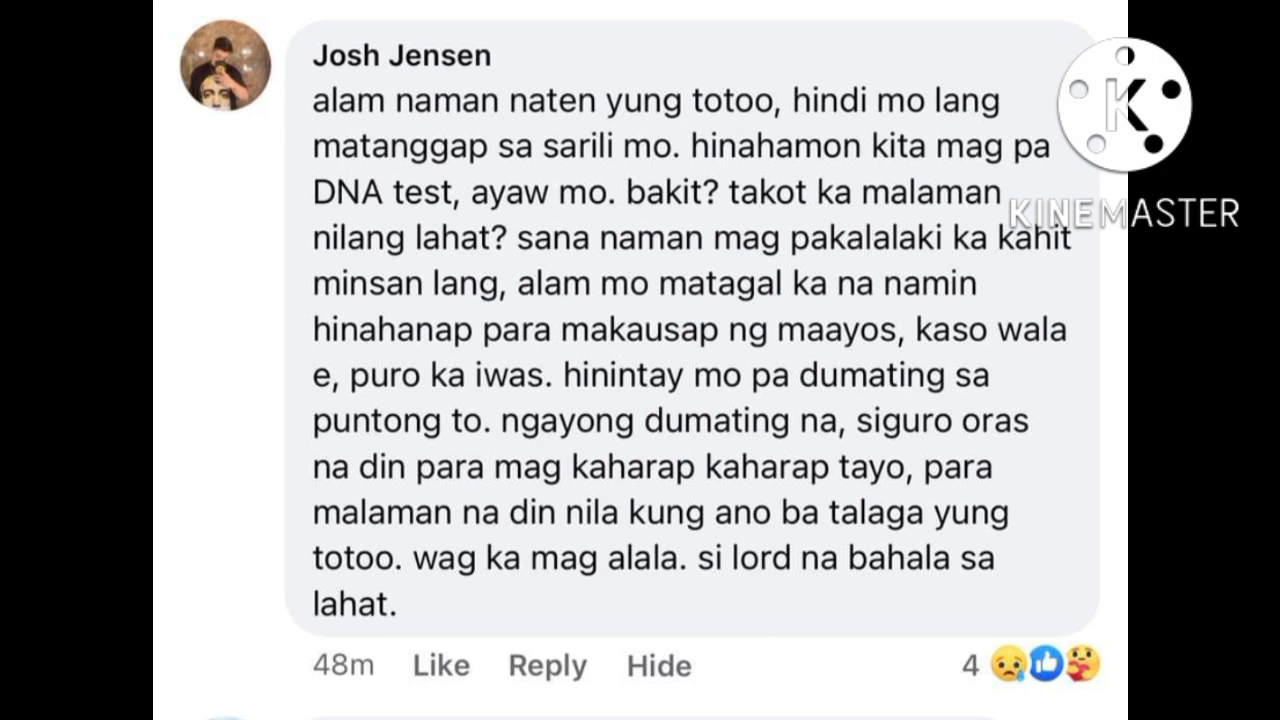 Josh Jensen
alam naman naten yung totoo, hindi mo lang
matanggap sa sarili mo. hinahamon kita mag pa
DNA test, ayaw mo. bakit? takot ka malaman
nilang lahat? sana naman mag pakalalaki ka kahit
minsan lang, alam mo matagal ka na namin
hinahanap para makausap ng maayos, kaso wala
e, puro ka iwas. hinintay mo pa dumating sa
puntong to. ngayong dumating na, siguro oras
na din para mag kaharap kaharap tayo, para
malaman na din nila kung ano ba talaga yung
totoo. wag ka mag alala. si lord na bahala sa
lahat.
48m Like Reply Hide 4
K
KINEMASTER